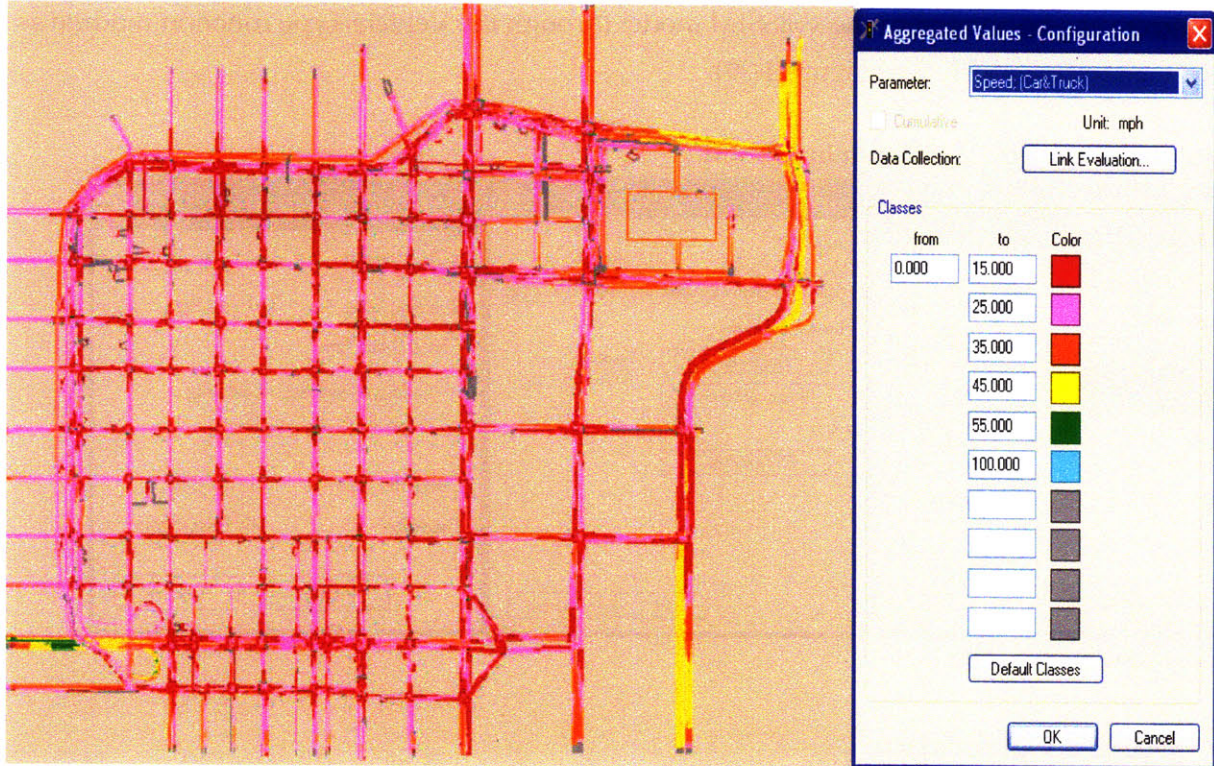 Aggregated Values - Configuration
Parameter: Speed; (Car&Truck)
Cumulative Unit: mph
Data Collection: Link Evaluation...
Classes
from to Color
0.000 15.000
25.000
35.000
45.000
55.000
100.000
Default Classes
OK Cancel